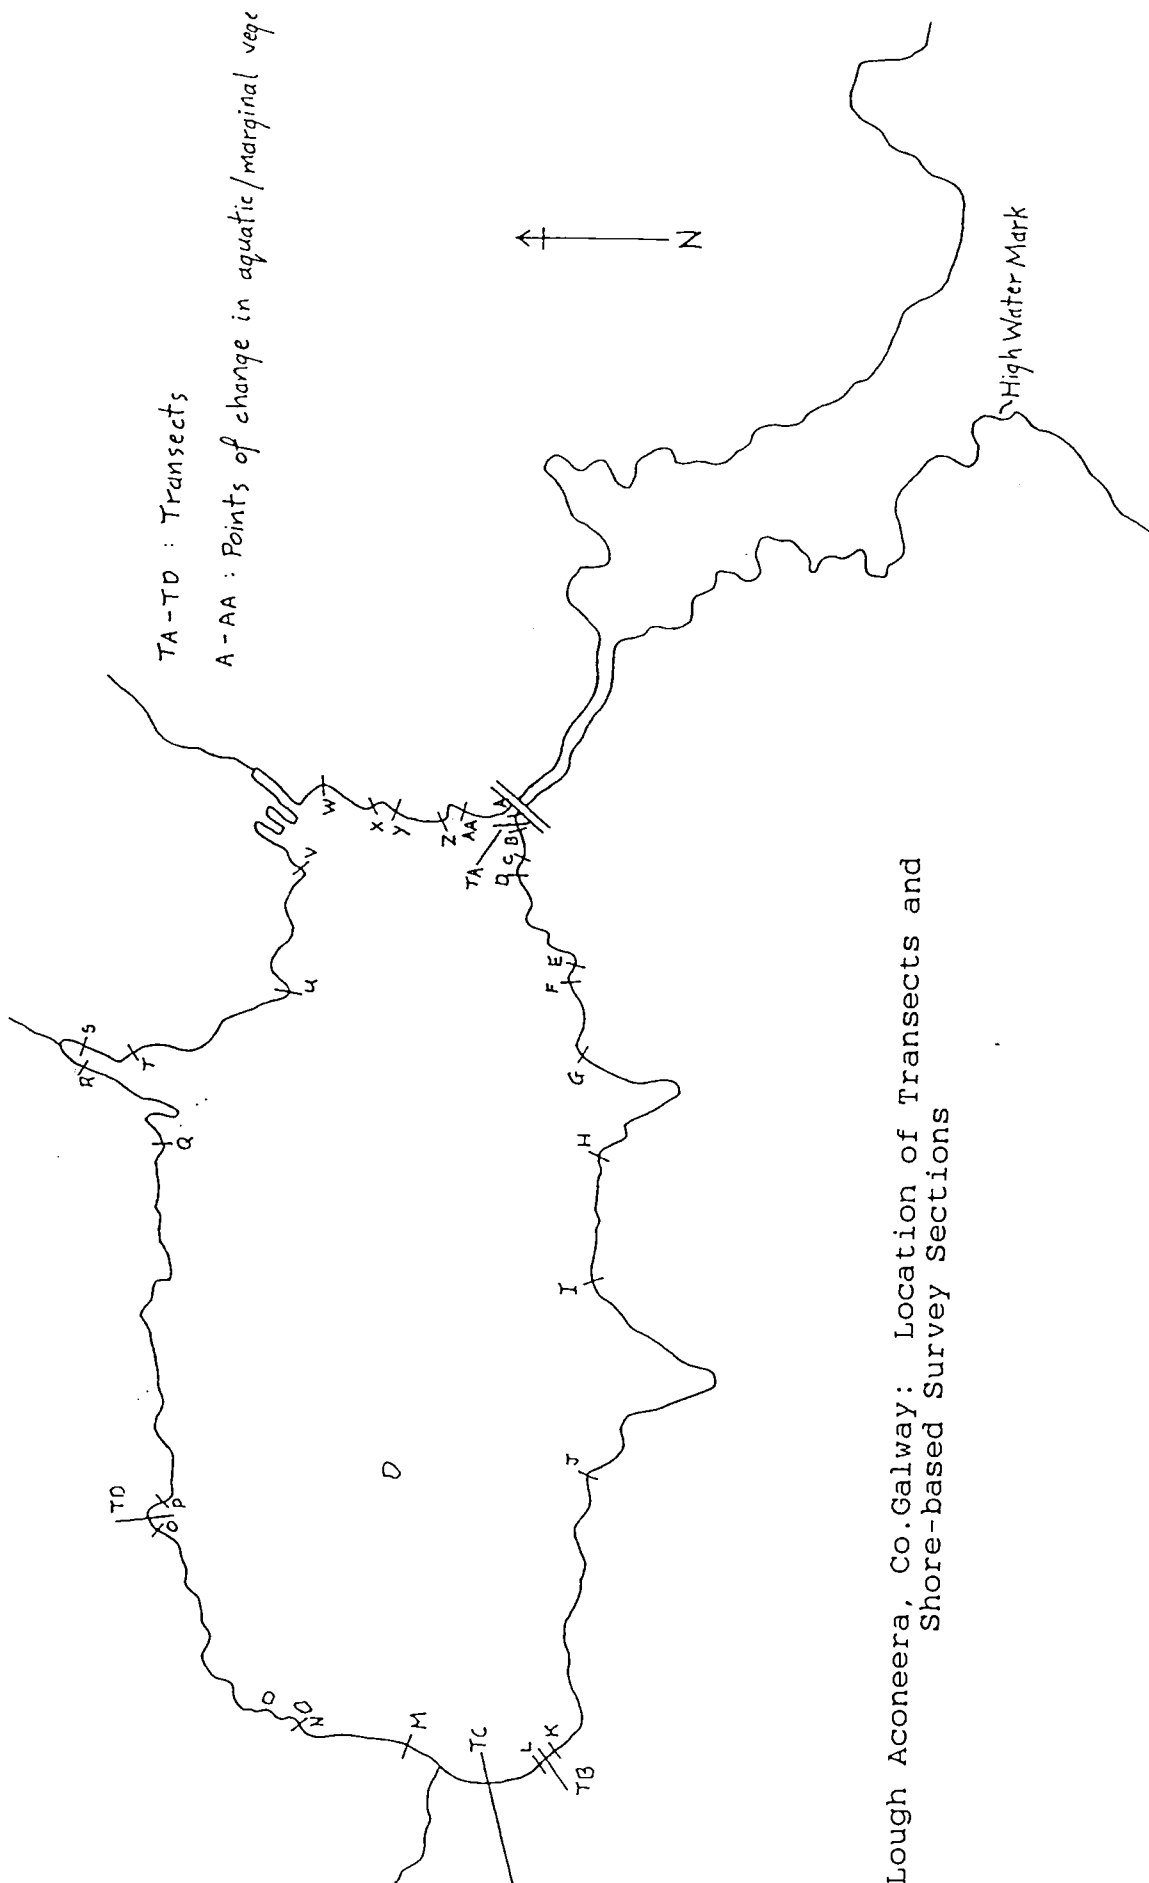 TA-TD : Transects
A-AA : Points of change in aquatic/marginal vege
N
High Water Mark
A
B
C
D
TA
E
F
G
H
I
J
K
L
TB
TC
M
N
O
P
TD
Q
R
S
T
U
V
W
X
Y
Z
AA
Lough Aconeera, Co.Galway: Location of Transects and
Shore-based Survey Sections